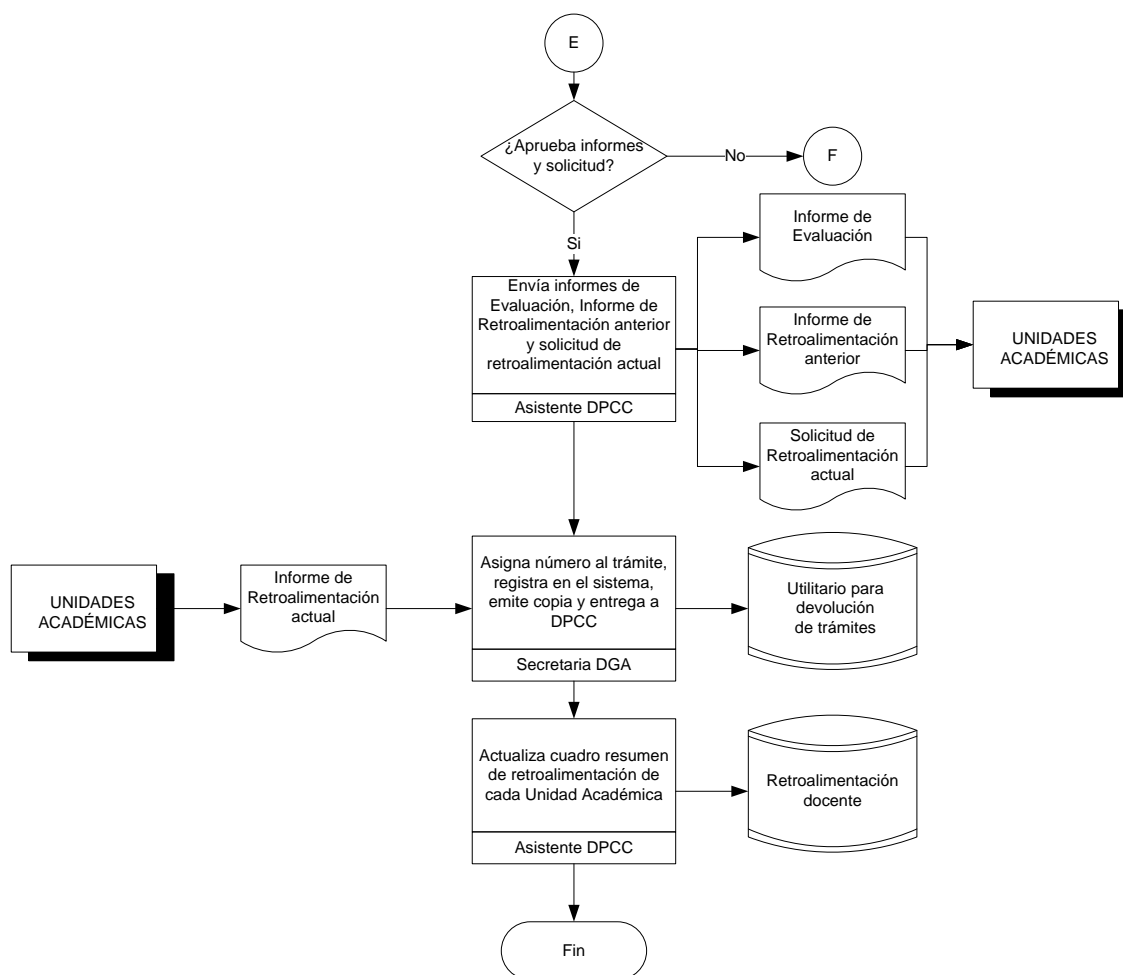 E
¿Aprueba informes
y solicitud?
No
F
Si
Informe de
Evaluación
Envía informes de
Evaluación, Informe de
Retroalimentación anterior
y solicitud de
retroalimentación actual
Asistente DPCC
Informe de
Retroalimentación
anterior
UNIDADES
ACADÉMICAS
Solicitud de
Retroalimentación
actual
UNIDADES
ACADÉMICAS
Informe de
Retroalimentación
actual
Asigna número al trámite,
registra en el sistema,
emite copia y entrega a
DPCC
Secretaria DGA
Utilitario para
devolución
de trámites
Actualiza cuadro resumen
de retroalimentación de
cada Unidad Académica
Asistente DPCC
Retroalimentación
docente
Fin